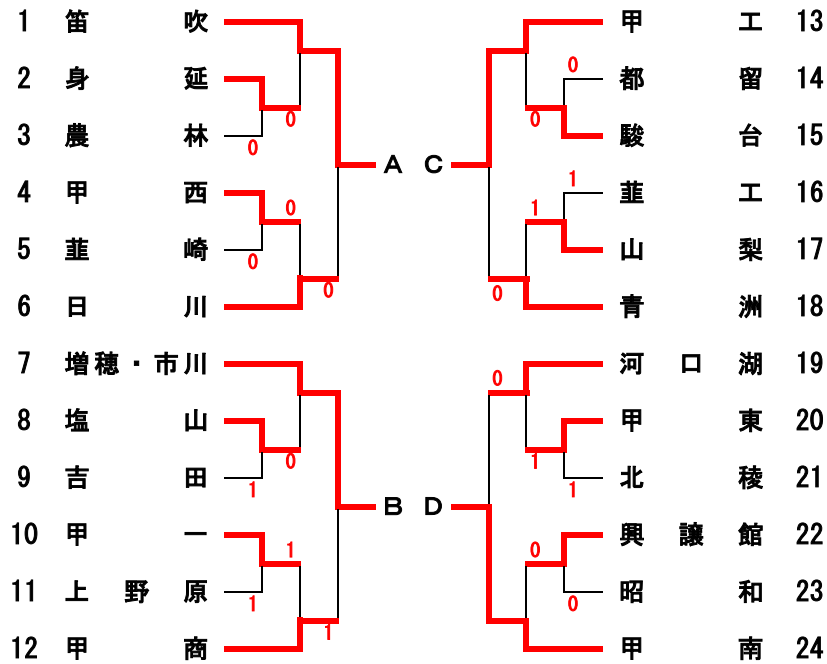 1 笛吹
2 身延
0
3 農林
0
4 甲西
0
5 韮崎
0
6 日川
0
A
7 増穂・市川
8 塩山
0
9 吉田
1
10 甲一
1
11 上野原
1
12 甲商
1
B
C
甲工 13
0
都留 14
0
駿台 15
1
韮工 16
1
山梨 17
0
青洲 18
0
河口湖 19
甲東 20
1
北稜 21
1
D
興譲館 22
0
昭和 23
0
甲南 24